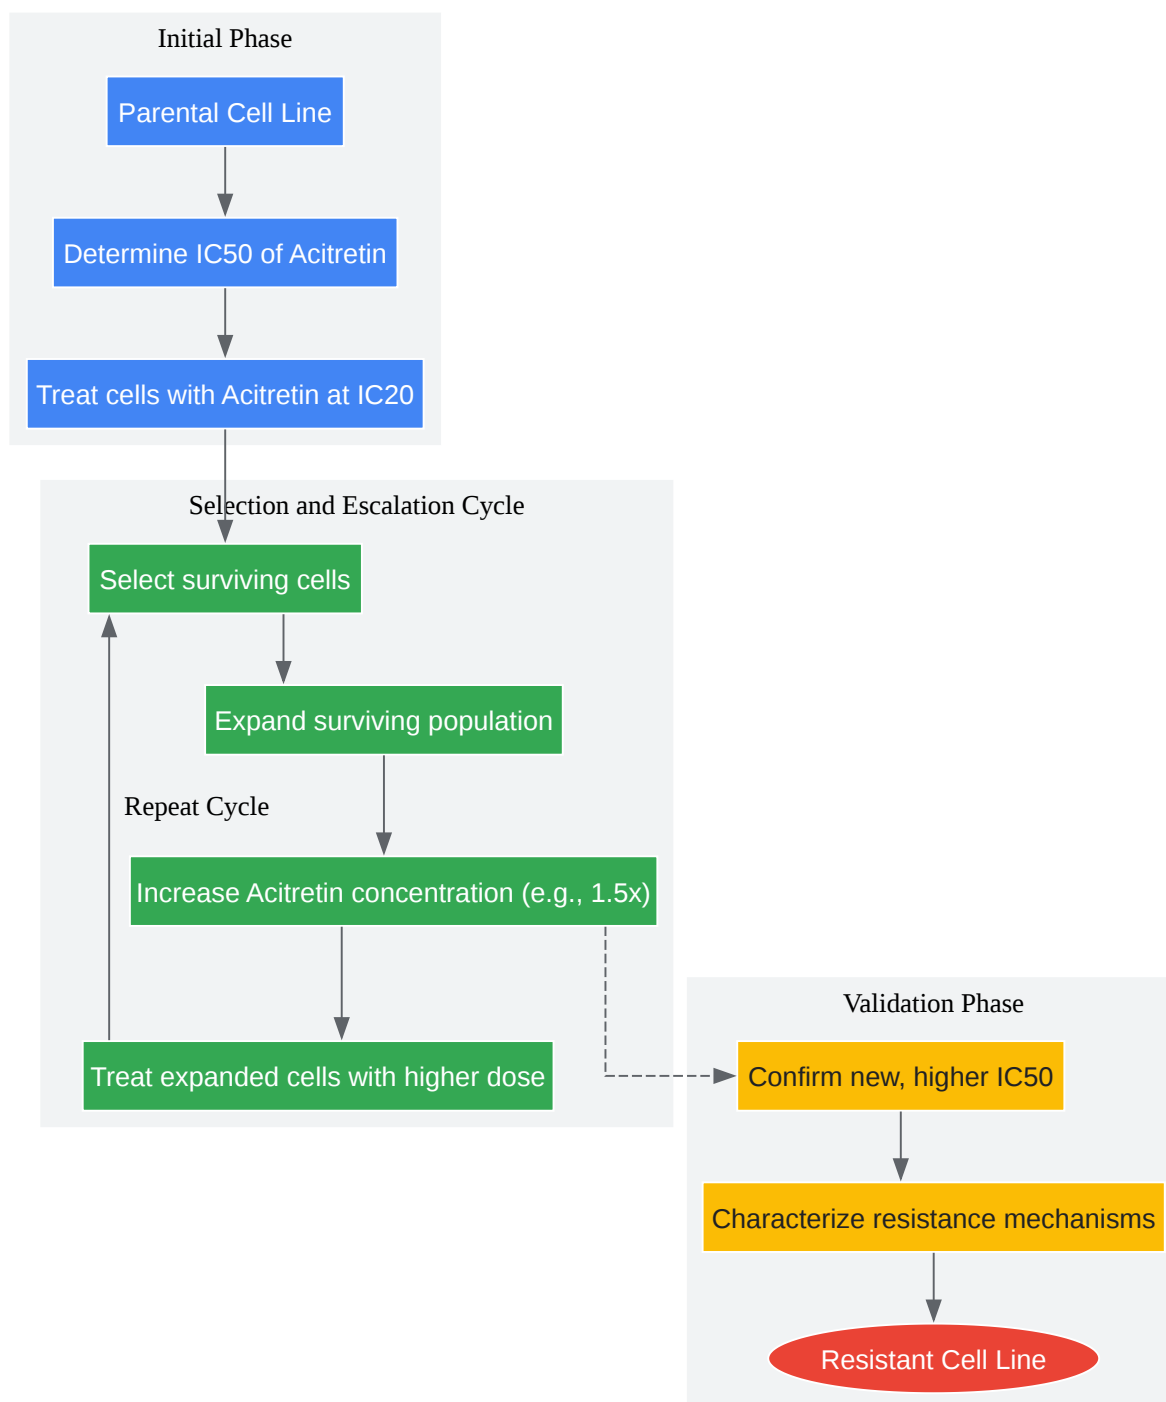 Initial Phase
Parental Cell Line
Determine IC50 of Acitretin
Treat cells with Acitretin at IC20
Selection and Escalation Cycle
Select surviving cells
Expand surviving population
Repeat Cycle
Increase Acitretin concentration (e.g., 1.5x)
Treat expanded cells with higher dose
Validation Phase
Confirm new, higher IC50
Characterize resistance mechanisms
Resistant Cell Line